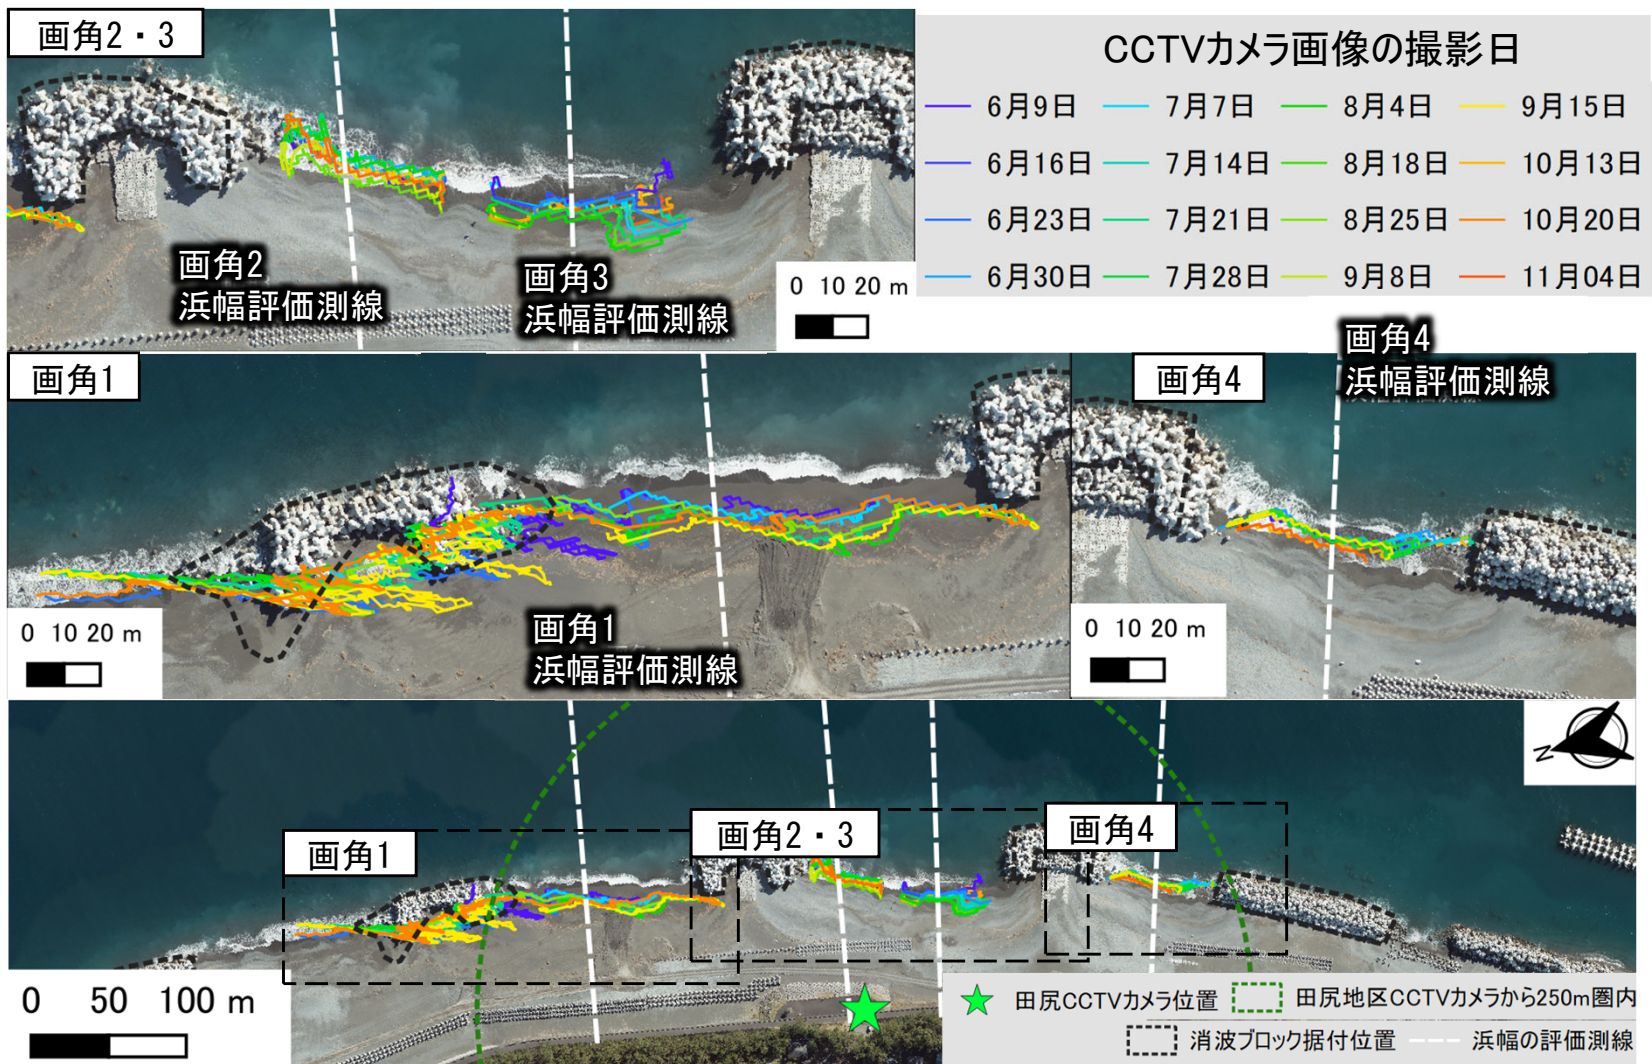 画角2・3
CCTVカメラ画像の撮影日
6月9日 7月7日 8月4日 9月15日
6月16日 7月14日 8月18日 10月13日
6月23日 7月21日 8月25日 10月20日
6月30日 7月28日 9月8日 11月04日
画角2
浜幅評価測線
画角3
浜幅評価測線
0 10 20 m
画角1
画角4
画角4
浜幅評価測線
画角1
浜幅評価測線
0 10 20 m
0 10 20 m
N
画角1
画角2・3
画角4
0 50 100 m
田尻CCTVカメラ位置
田尻地区CCTVカメラから250m圏内
消波ブロック据付位置
浜幅の評価測線